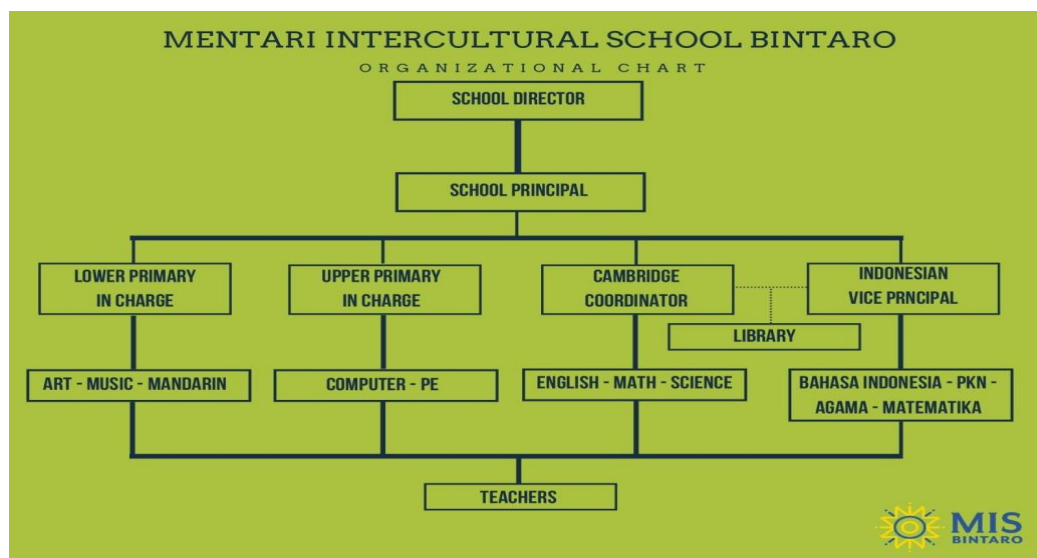 MENTARI INTERCULTURAL SCHOOL BINTARO
ORGANIZATIONAL CHART
SCHOOL DIRECTOR
SCHOOL PRINCIPAL
LOWER PRIMARY
IN CHARGE
UPPER PRIMARY
IN CHARGE
CAMBRIDGE
COORDINATOR
INDONESIAN
VICE PRNCIPAL
LIBRARY
ART - MUSIC - MANDARIN
COMPUTER - PE
ENGLISH - MATH - SCIENCE
BAHASA INDONESIA - PKN -
AGAMA - MATEMATIKA
TEACHERS
MIS
BINTARO